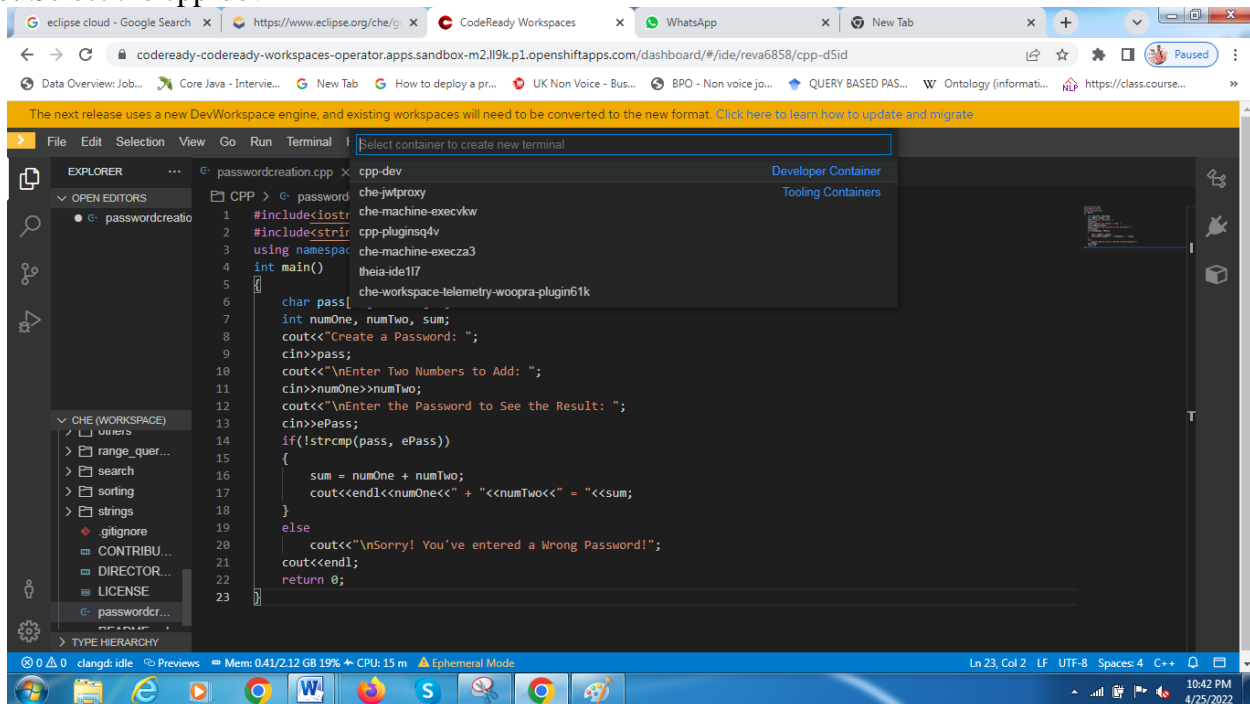 eclipse cloud - Google Search
https://www.eclipse.org/che/g
CodeReady Workspaces
WhatsApp
New Tab
codeready-codeready-workspaces-operator.apps.sandbox-m2.ll9k.p1.openshiftapps.com/dashboard/#/ide/reva6858/cpp-d5id
Paused
Data Overview: Job...
Core Java - Intervie...
New Tab
How to deploy a pr...
UK Non Voice - Bus...
BPO - Non voice jo...
QUERY BASED PAS...
Ontology (informati...
https://class.course...
The next release uses a new DevWorkspace engine, and existing workspaces will need to be converted to the new format. Click here to learn how to update and migrate
File Edit Selection View Go Run Terminal
Select container to create new terminal
cpp-dev Developer Container
che-jwtproxy Tooling Containers
che-machine-execvkw
cpp-pluginsq4v
che-machine-execza3
theia-ide1l7
che-workspace-telemetry-woopra-plugin61k
EXPLORER
OPEN EDITORS
passwordcreatio
CHE (WORKSPACE)
others
range_quer...
search
sorting
strings
.gitignore
CONTRIBU...
DIRECTOR...
LICENSE
passwordcr...
TYPE HIERARCHY
passwordcreation.cpp
CPP > password
1 #include<iostr
2 #include<strin
3 using namespac
4 int main()
5 {
6 char pass[
7 int numOne, numTwo, sum;
8 cout<<"Create a Password: ";
9 cin>>pass;
10 cout<<"\nEnter Two Numbers to Add: ";
11 cin>>numOne>>numTwo;
12 cout<<"\nEnter the Password to See the Result: ";
13 cin>>ePass;
14 if(!strcmp(pass, ePass))
15 {
16 sum = numOne + numTwo;
17 cout<<endl<<numOne<<" + "<<numTwo<<" = "<<sum;
18 }
19 else
20 cout<<"\nSorry! You've entered a Wrong Password!";
21 cout<<endl;
22 return 0;
23 }
0 0 clangd: idle Previews Mem: 0.41/2.12 GB 19% CPU: 15 m Ephemeral Mode
Ln 23, Col 2 LF UTF-8 Spaces: 4 C++
10:42 PM
4/25/2022